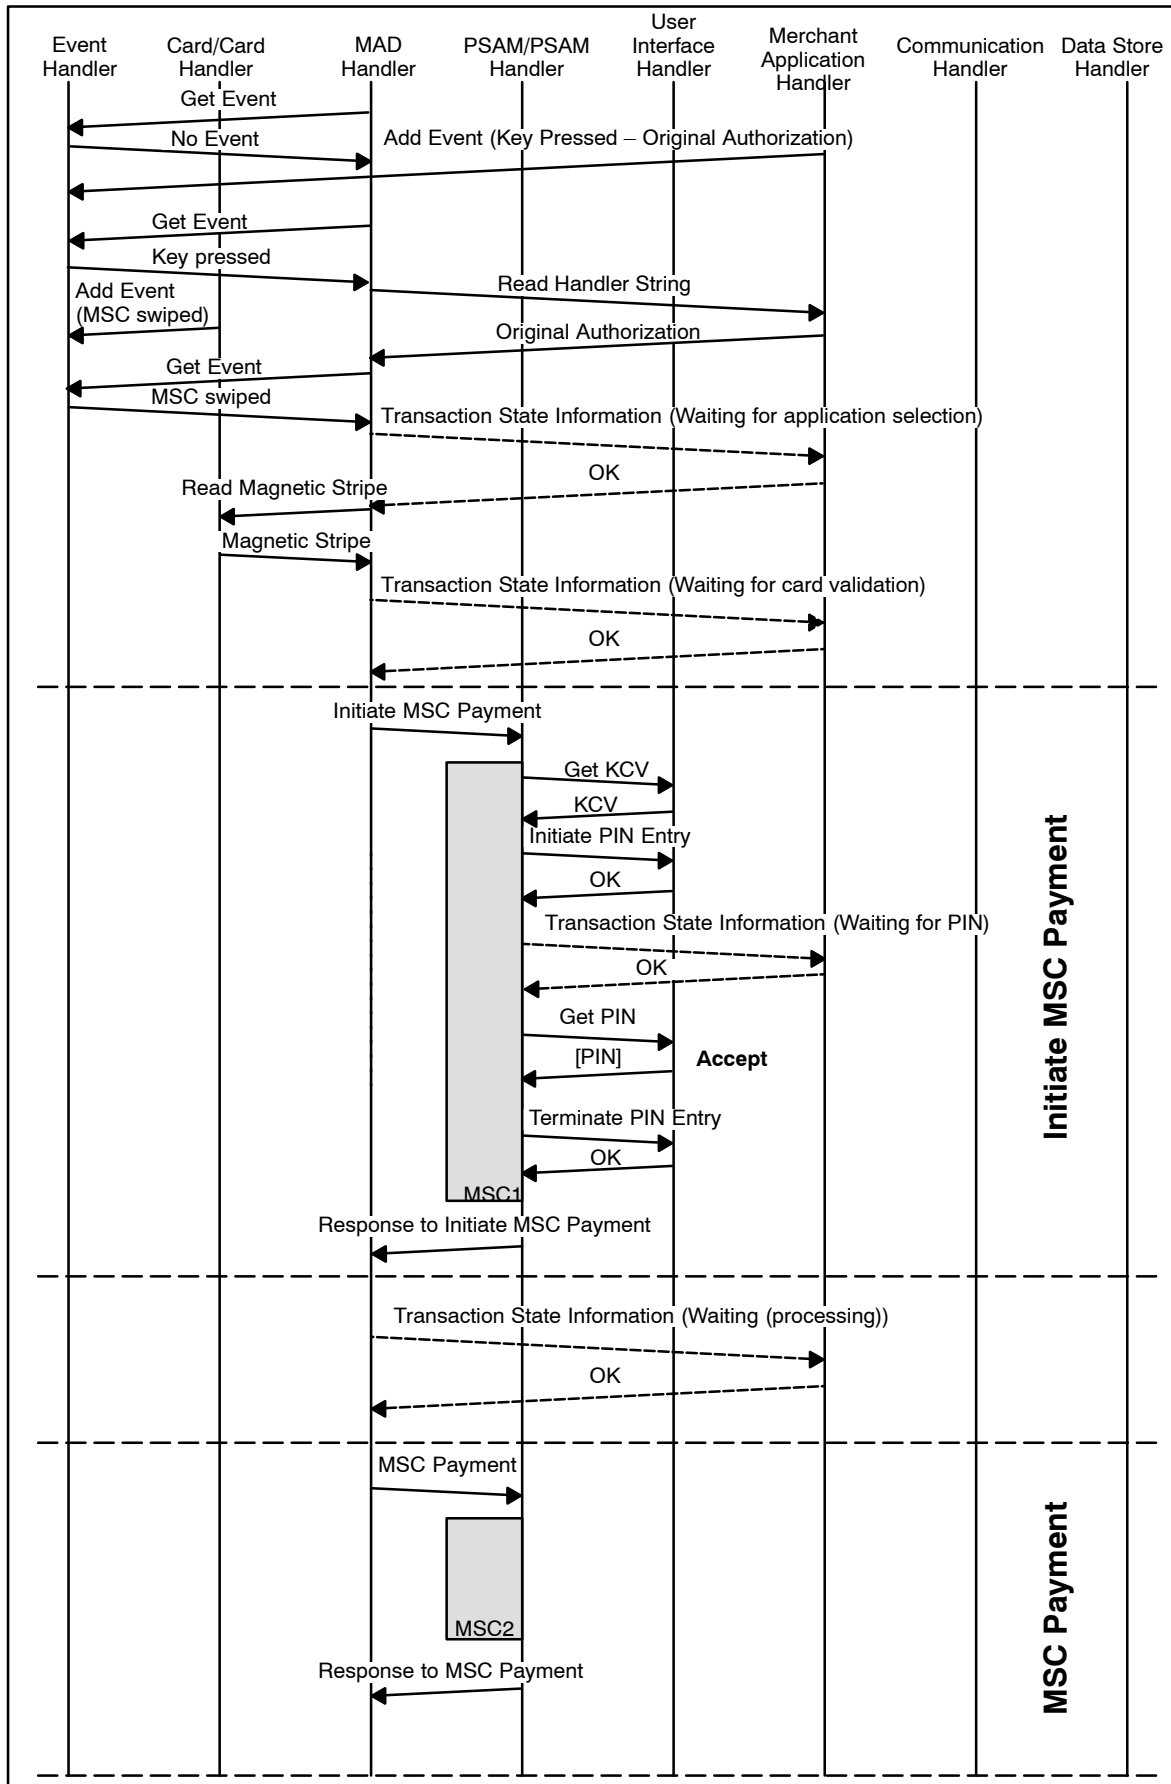 Event
Handler
Card/Card
Handler
MAD
Handler
PSAM/PSAM
Handler
User
Interface
Handler
Merchant
Application
Handler
Communication
Handler
Data Store
Handler
Get Event
No Event
Add Event (Key Pressed – Original Authorization)
Get Event
Key pressed
Read Handler String
Add Event
(MSC swiped)
Original Authorization
Get Event
MSC swiped
Transaction State Information (Waiting for application selection)
OK
Read Magnetic Stripe
Magnetic Stripe
Transaction State Information (Waiting for card validation)
OK
Initiate MSC Payment
Get KCV
KCV
Initiate PIN Entry
OK
Transaction State Information (Waiting for PIN)
OK
Get PIN
[PIN]
Accept
Terminate PIN Entry
OK
MSC1
Response to Initiate MSC Payment
Initiate MSC Payment
Transaction State Information (Waiting (processing))
OK
MSC Payment
MSC2
Response to MSC Payment
MSC Payment